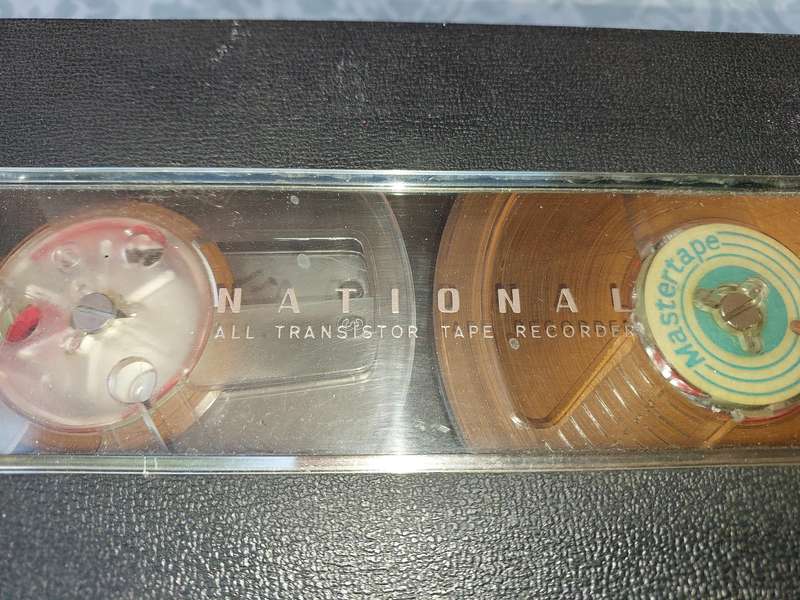 NATIONAL
ALL TRANSISTOR TAPE RECORDER
Mastertape